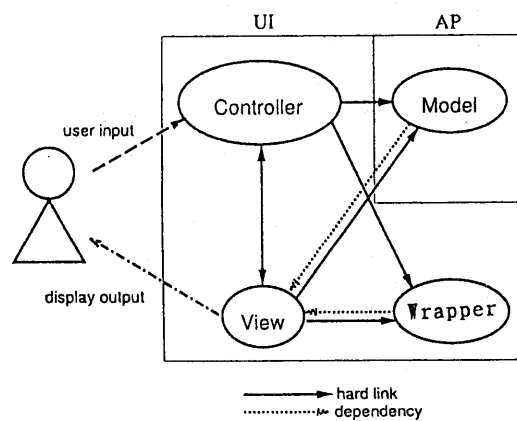 UI
AP
Controller
Model
user input
display output
View
Wrapper
hard link
dependency